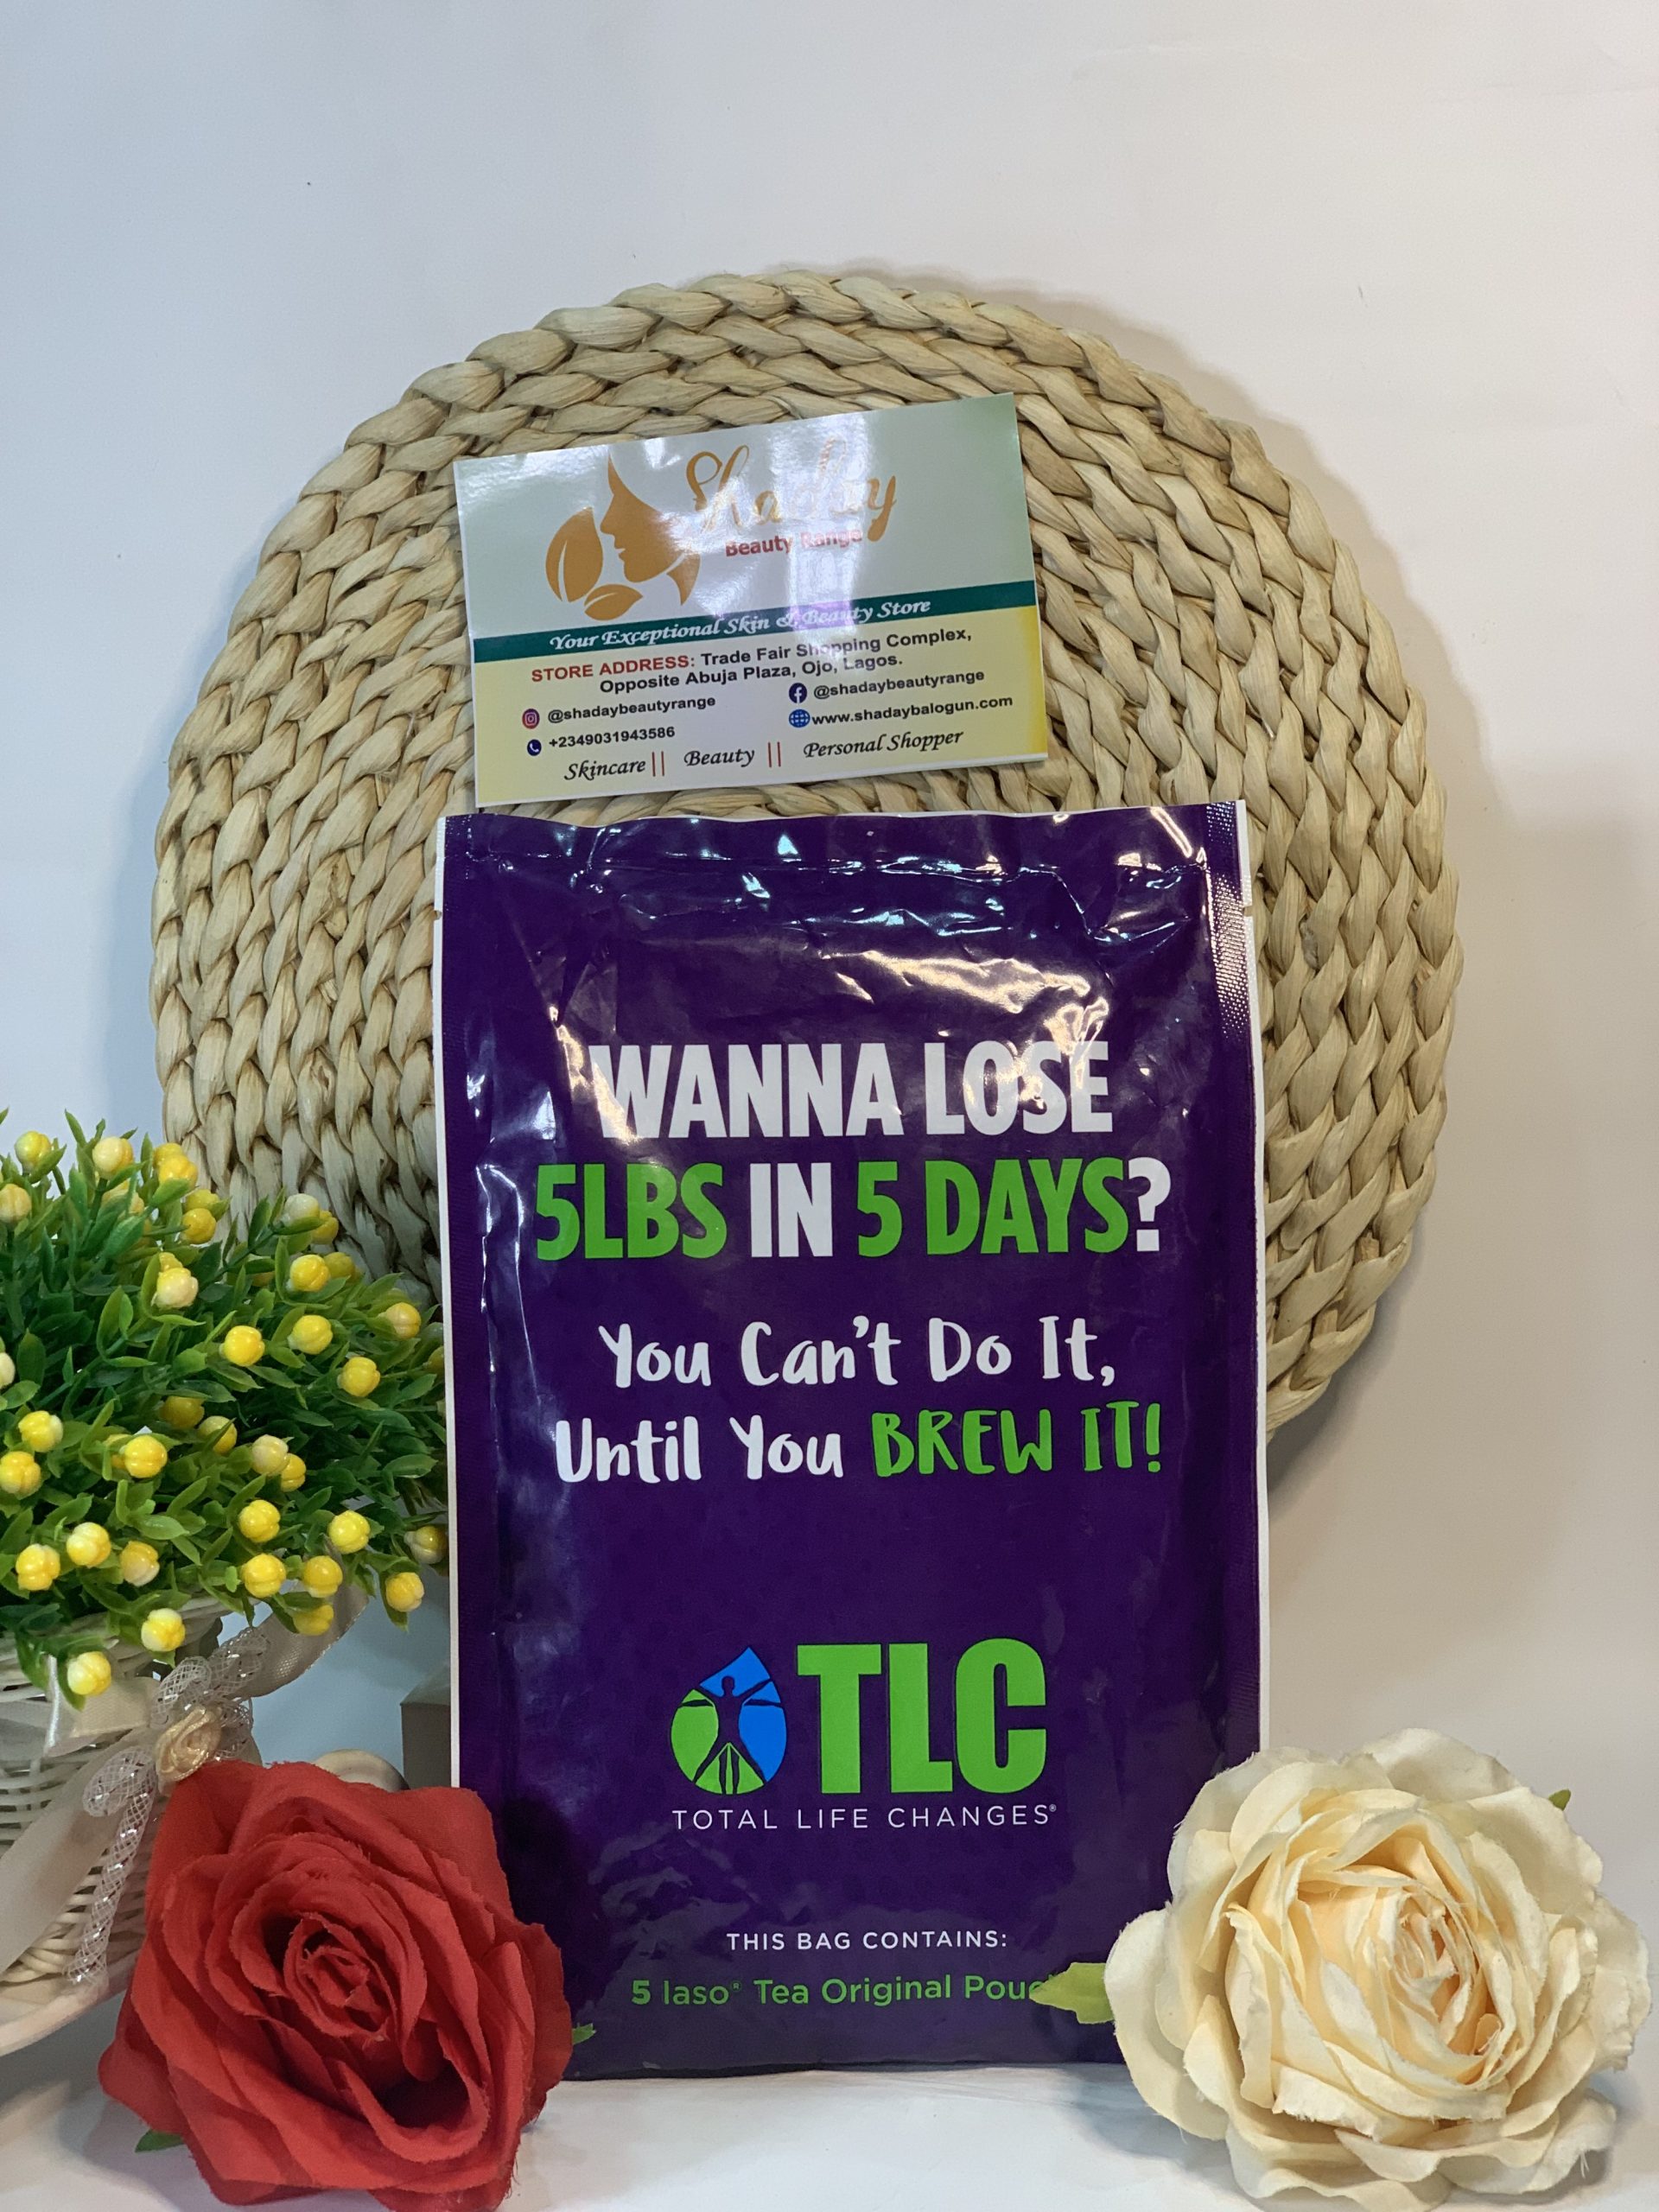 Shaday
Beauty Range
Your Exceptional Skin & Beauty Store
STORE ADDRESS: Trade Fair Shopping Complex,
Opposite Abuja Plaza, Ojo, Lagos.
@shadaybeautyrange
@shadaybeautyrange
+2349031943586
www.shadaybalogun.com
Skincare || Beauty || Personal Shopper
WANNA LOSE
5LBS IN 5 DAYS?
You Can't Do It,
Until You BREW IT!
TLC
TOTAL LIFE CHANGES®
THIS BAG CONTAINS:
5 Iaso® Tea Original